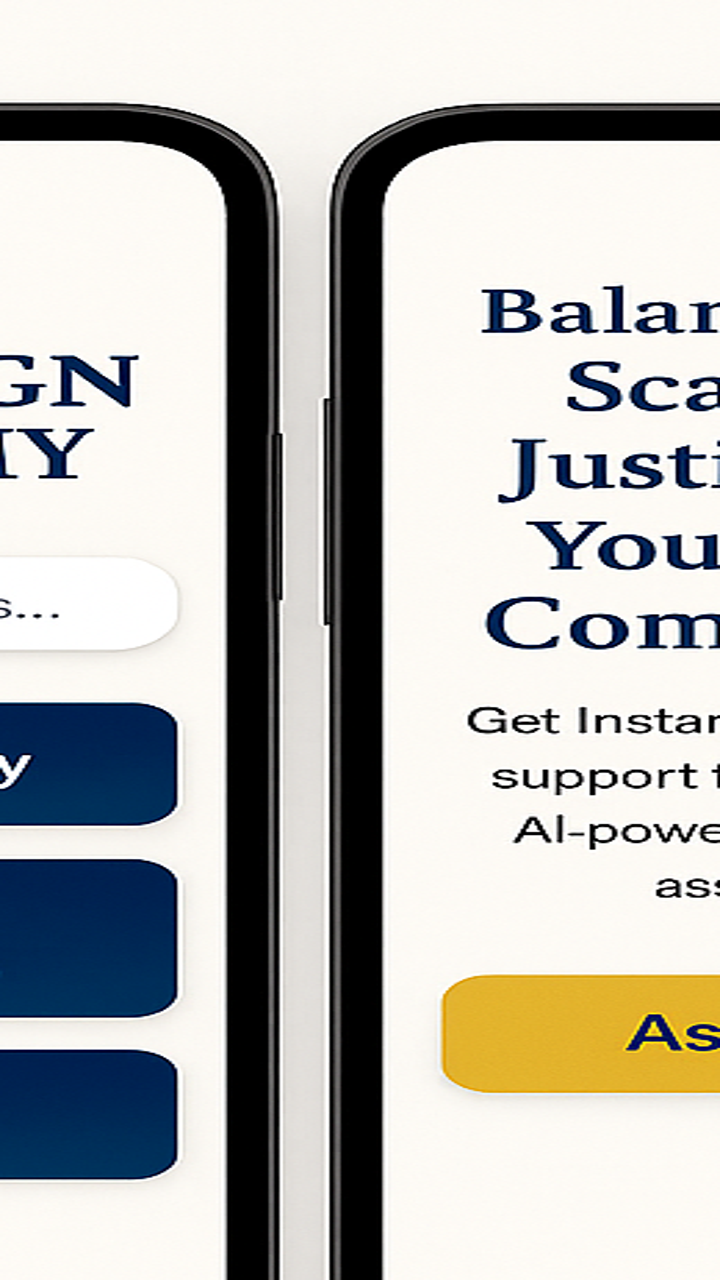 GN
MY
s...
y
Balan
Sca
Justi
You
Com
Get Instan
support f
AI-powe
ass
As